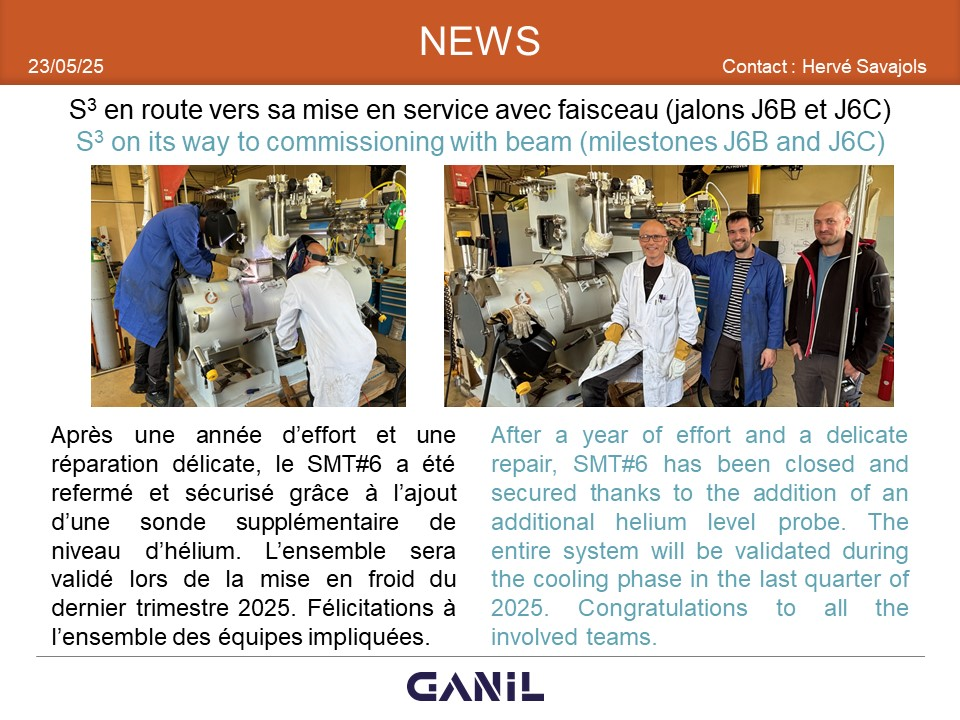 NEWS
23/05/25
Contact : Hervé Savajols
S³ en route vers sa mise en service avec faisceau (jalons J6B et J6C)
S³ on its way to commissioning with beam (milestones J6B and J6C)
Après une année d’effort et une
réparation délicate, le SMT#6 a été
refermé et sécurisé grâce à l’ajout
d’une sonde supplémentaire de
niveau d’hélium. L’ensemble sera
validé lors de la mise en froid du
dernier trimestre 2025. Félicitations à
l’ensemble des équipes impliquées.
After a year of effort and a delicate
repair, SMT#6 has been closed and
secured thanks to the addition of an
additional helium level probe. The
entire system will be validated during
the cooling phase in the last quarter of
2025. Congratulations to all the
involved teams.
GANiL